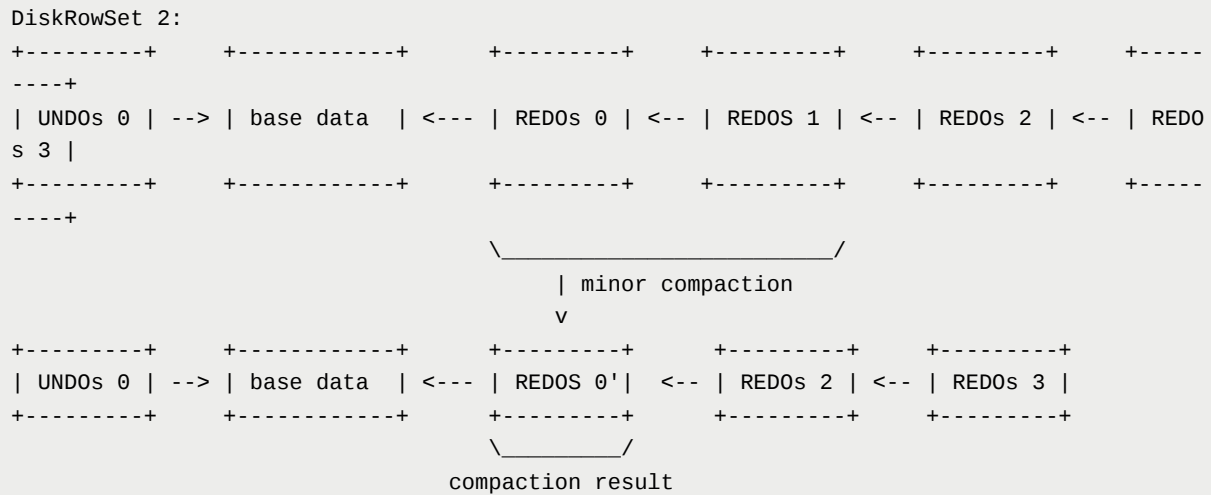 DiskRowSet 2:
+---------+     +------------+      +---------+     +---------+     +---------+     +-----
----+
| UNDOs 0 | --> | base data  | <--- | REDOs 0 | <-- | REDOS 1 | <-- | REDOs 2 | <-- | REDO
s 3 |
+---------+     +------------+      +---------+     +---------+     +---------+     +-----
----+
                                    \_________________________/
                                         | minor compaction
                                         v
+---------+     +------------+      +---------+      +---------+     +---------+
| UNDOs 0 | --> | base data  | <--- | REDOS 0'|  <-- | REDOs 2 | <-- | REDOs 3 |
+---------+     +------------+      +---------+      +---------+     +---------+
                                    \_________/
                                 compaction result